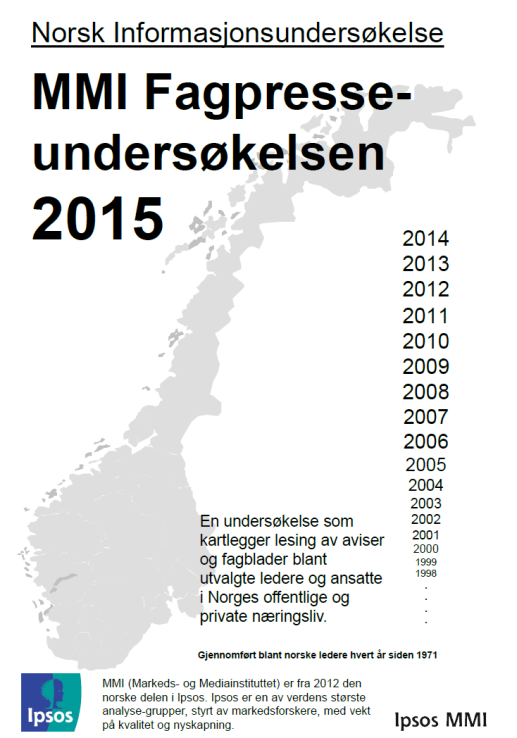 Norsk Informasjonsundersøkelse
MMI Fagpresse-
undersøkelsen
2015
2014
2013
2012
2011
2010
2009
2008
2007
2006
2005
2004
2003
2002
2001
2000
1999
1998
.
.
.
.
En undersøkelse som
kartlegger lesing av aviser
og fagblader blant
utvalgte ledere og ansatte
i Norges offentlige og
private næringsliv.
Gjennomført blant norske ledere hvert år siden 1971
MMI (Markeds- og Mediainstituttet) er fra 2012 den
norske delen i Ipsos. Ipsos er en av verdens største
analyse-grupper, styrt av markedsforskere, med vekt
på kvalitet og nyskapning.
Ipsos
Ipsos MMI